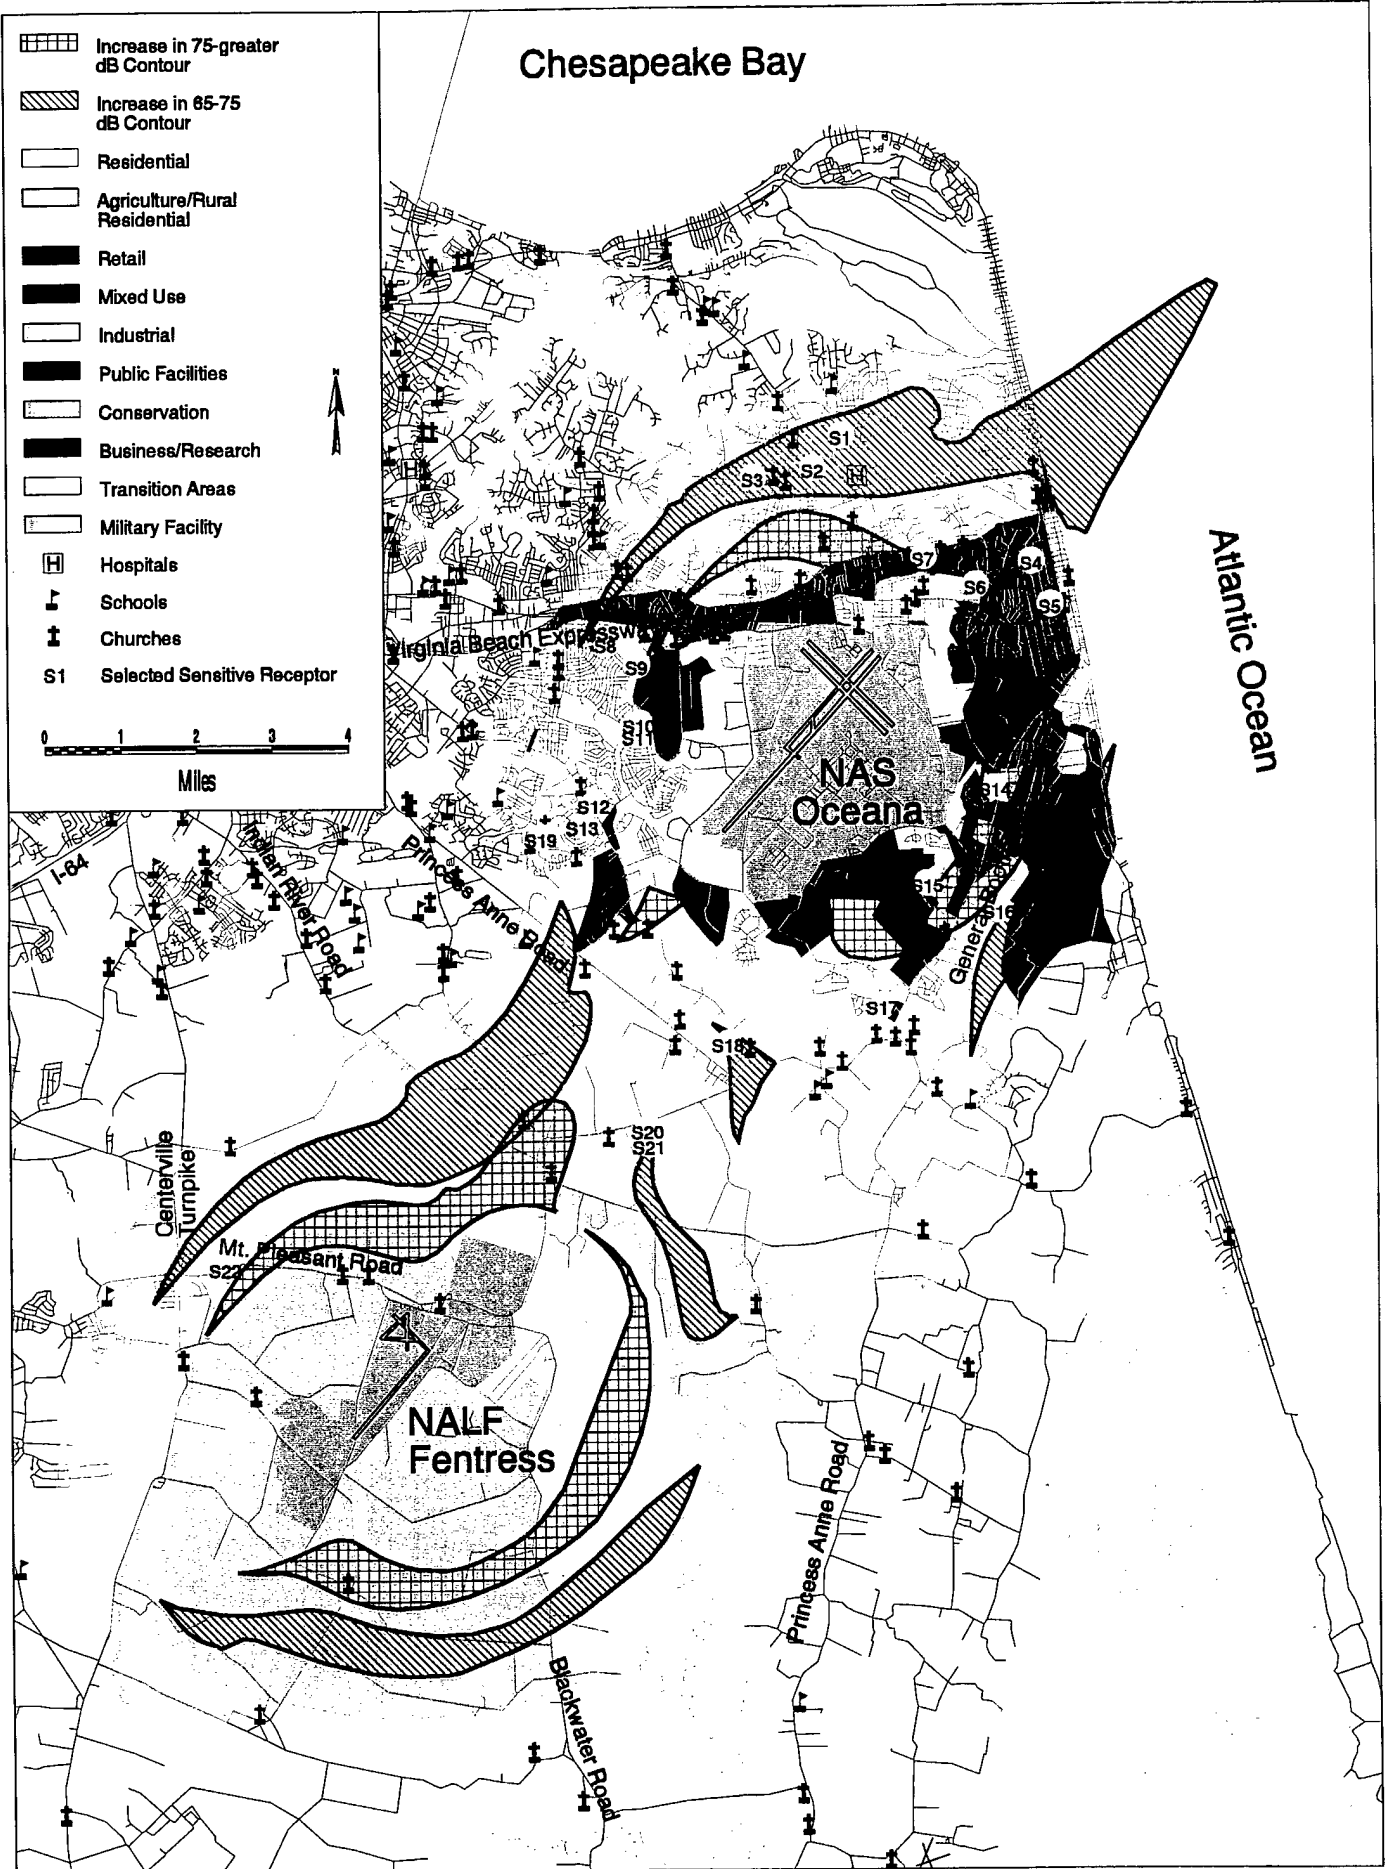 Increase in 75-greater
dB Contour
Increase in 65-75
dB Contour
Residential
Agriculture/Rural
Residential
Retail
Mixed Use
Industrial
Public Facilities
Conservation
Business/Research
Transition Areas
Military Facility
H Hospitals
Schools
Churches
S1 Selected Sensitive Receptor
0 1 2 3 4
Miles
N
Chesapeake Bay
Atlantic Ocean
H
S1
S2
H
S3
S7
S4
S6
S5
Virginia Beach Expressw
S8
S9
S10
S11
NAS
Oceana
S14
S12
S13
S19
I-64
Indian River Road
Princess Anne Road
S15
S16
General Booth
S17
S18
S20
S21
Centerville
Turnpike
Mt. Pleasant Road
S22
NALF
Fentress
Princess Anne Road
Blackwater Road